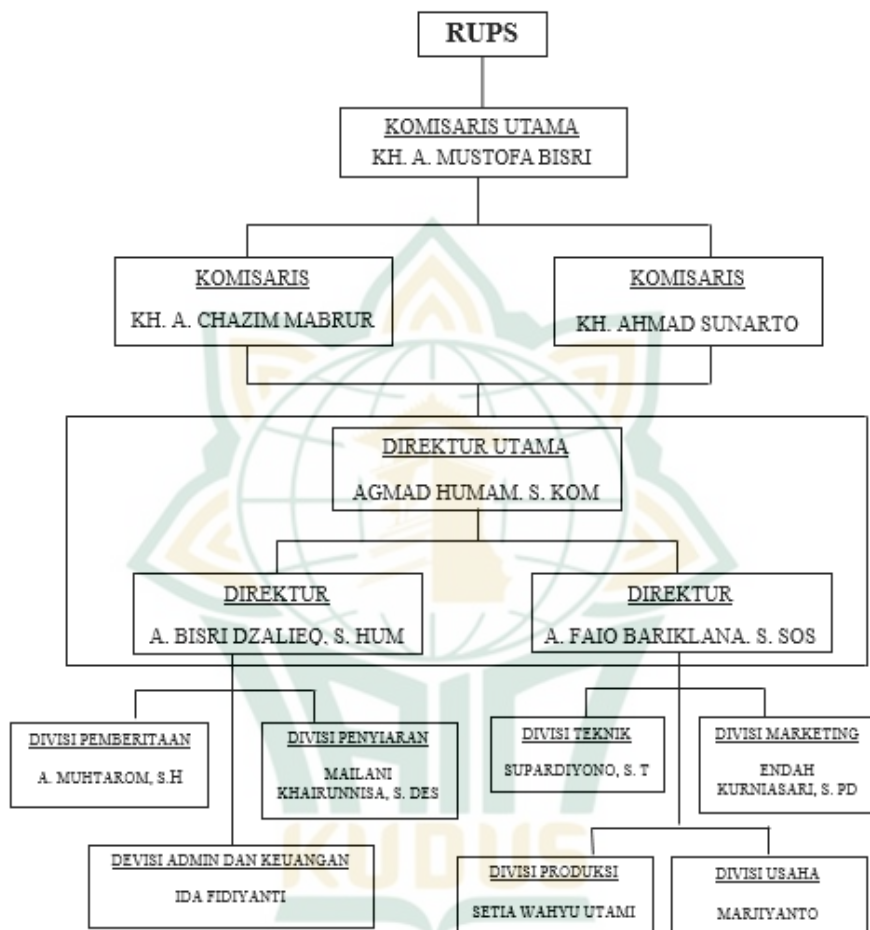 RUPS
KOMISARIS UTAMA
KH. A. MUSTOFA BISRI
KOMISARIS
KH. A. CHAZIM MABRUR
KOMISARIS
KH. AHMAD SUNARTO
DIREKTUR UTAMA
AGMAD HUMAM. S. KOM
DIREKTUR
A. BISRI DZALIEQ, S. HUM
DIREKTUR
A. FAIO BARIKLANA. S. SOS
DIVISI PEMBERITAAN
A. MUHTAROM, S.H
DIVISI PENYIARAN
MAILANI
KHAIRUNNISA, S. DES
DIVISI TEKNIK
SUPARDIYONO, S. T
DIVISI MARKETING
ENDAH
KURNIASARI, S. PD
KUDUS
DEVISI ADMIN DAN KEUANGAN
IDA FIDIYANTI
DIVISI PRODUKSI
SETIA WAHYU UTAMI
DIVISI USAHA
MARJIYANTO